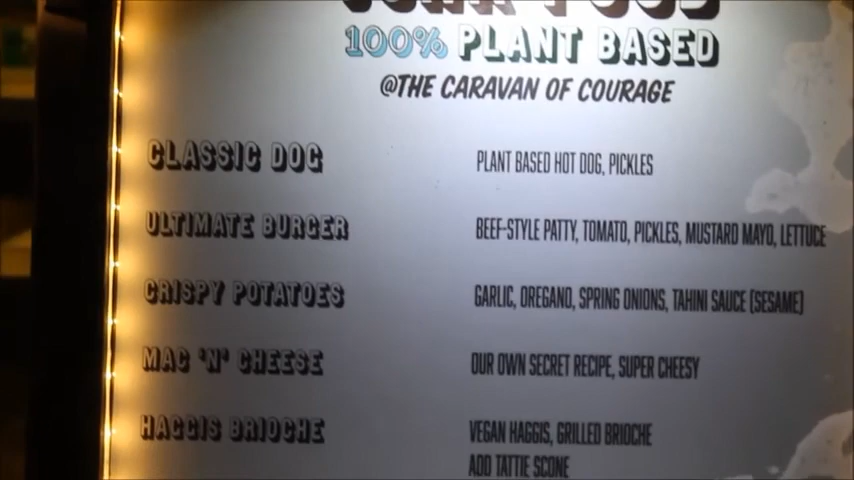 100% PLANT BASED
@THE CARAVAN OF COURAGE
CLASSIC DOG PLANT BASED HOT DOG, PICKLES
ULTIMATE BURGER BEEF-STYLE PATTY, TOMATO, PICKLES, MUSTARD MAYO, LETTUCE
CRISPY POTATOES GARLIC, OREGANO, SPRING ONIONS, TAHINI SAUCE (SESAME)
MAC 'N' CHEESE OUR OWN SECRET RECIPE, SUPER CHEESY
HAGGIS BRIOCHE VEGAN HAGGIS, GRILLED BRIOCHE
ADD TATTIE SCONE